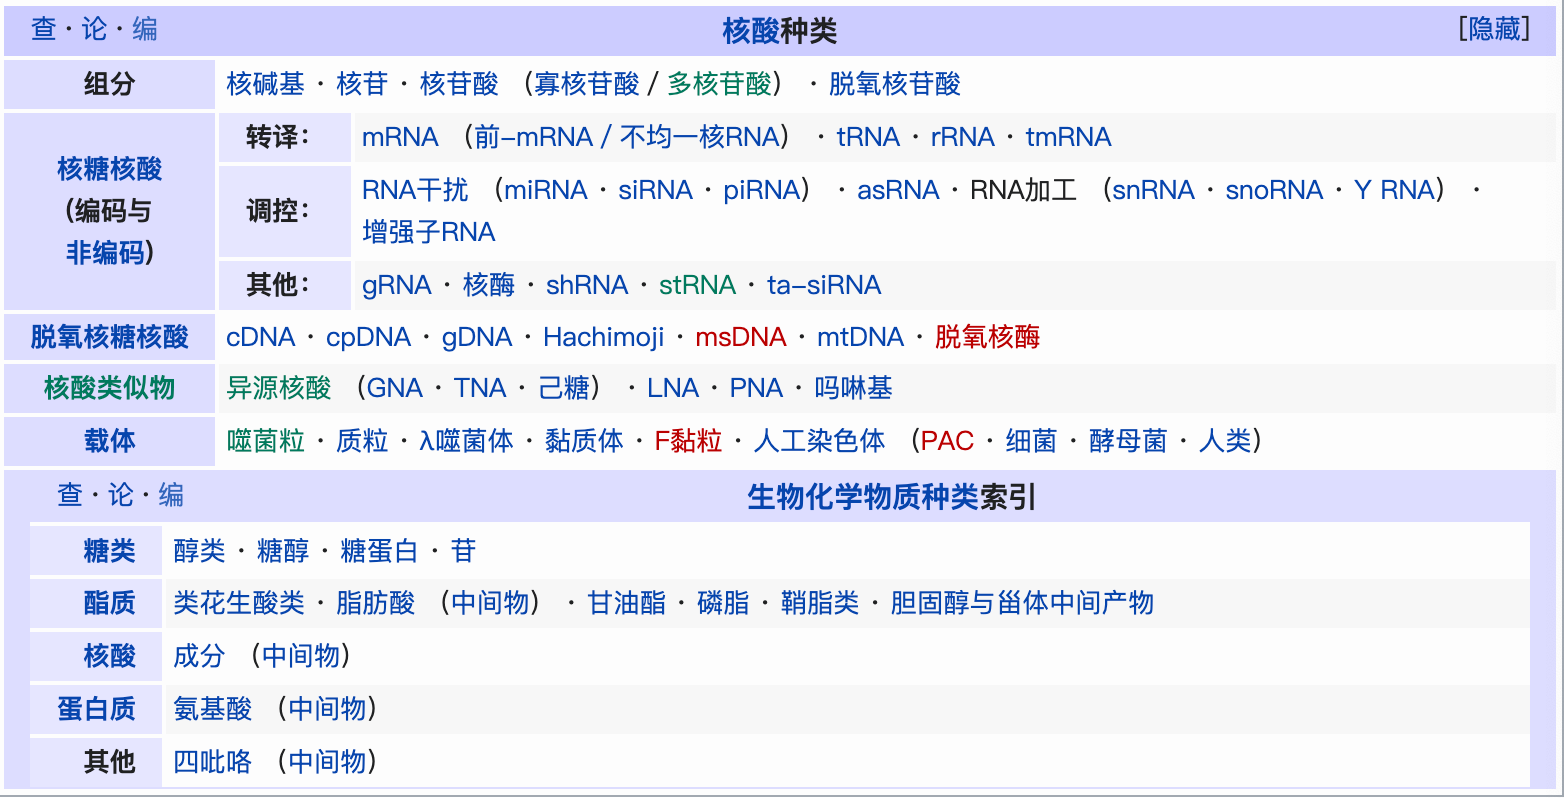 查 · 论 · 编 核酸种类 [隐藏]
组分 核碱基 · 核苷 · 核苷酸 （寡核苷酸 / 多核苷酸） · 脱氧核苷酸
核糖核酸
(编码与
非编码)
转译： mRNA （前-mRNA / 不均一核RNA） · tRNA · rRNA · tmRNA
调控： RNA干扰 （miRNA · siRNA · piRNA） · asRNA · RNA加工 （snRNA · snoRNA · Y RNA） ·
增强子RNA
其他： gRNA · 核酶 · shRNA · stRNA · ta-siRNA
脱氧核糖核酸 cDNA · cpDNA · gDNA · Hachimoji · msDNA · mtDNA · 脱氧核酶
核酸类似物 异源核酸 （GNA · TNA · 己糖） · LNA · PNA · 吗啉基
载体 噬菌粒 · 质粒 · λ噬菌体 · 黏质体 · F黏粒 · 人工染色体 （PAC · 细菌 · 酵母菌 · 人类）
查 · 论 · 编 生物化学物质种类索引
糖类 醇类 · 糖醇 · 糖蛋白 · 苷
酯质 类花生酸类 · 脂肪酸 （中间物） · 甘油酯 · 磷脂 · 鞘脂类 · 胆固醇与甾体中间产物
核酸 成分 （中间物）
蛋白质 氨基酸 （中间物）
其他 四吡咯 （中间物）